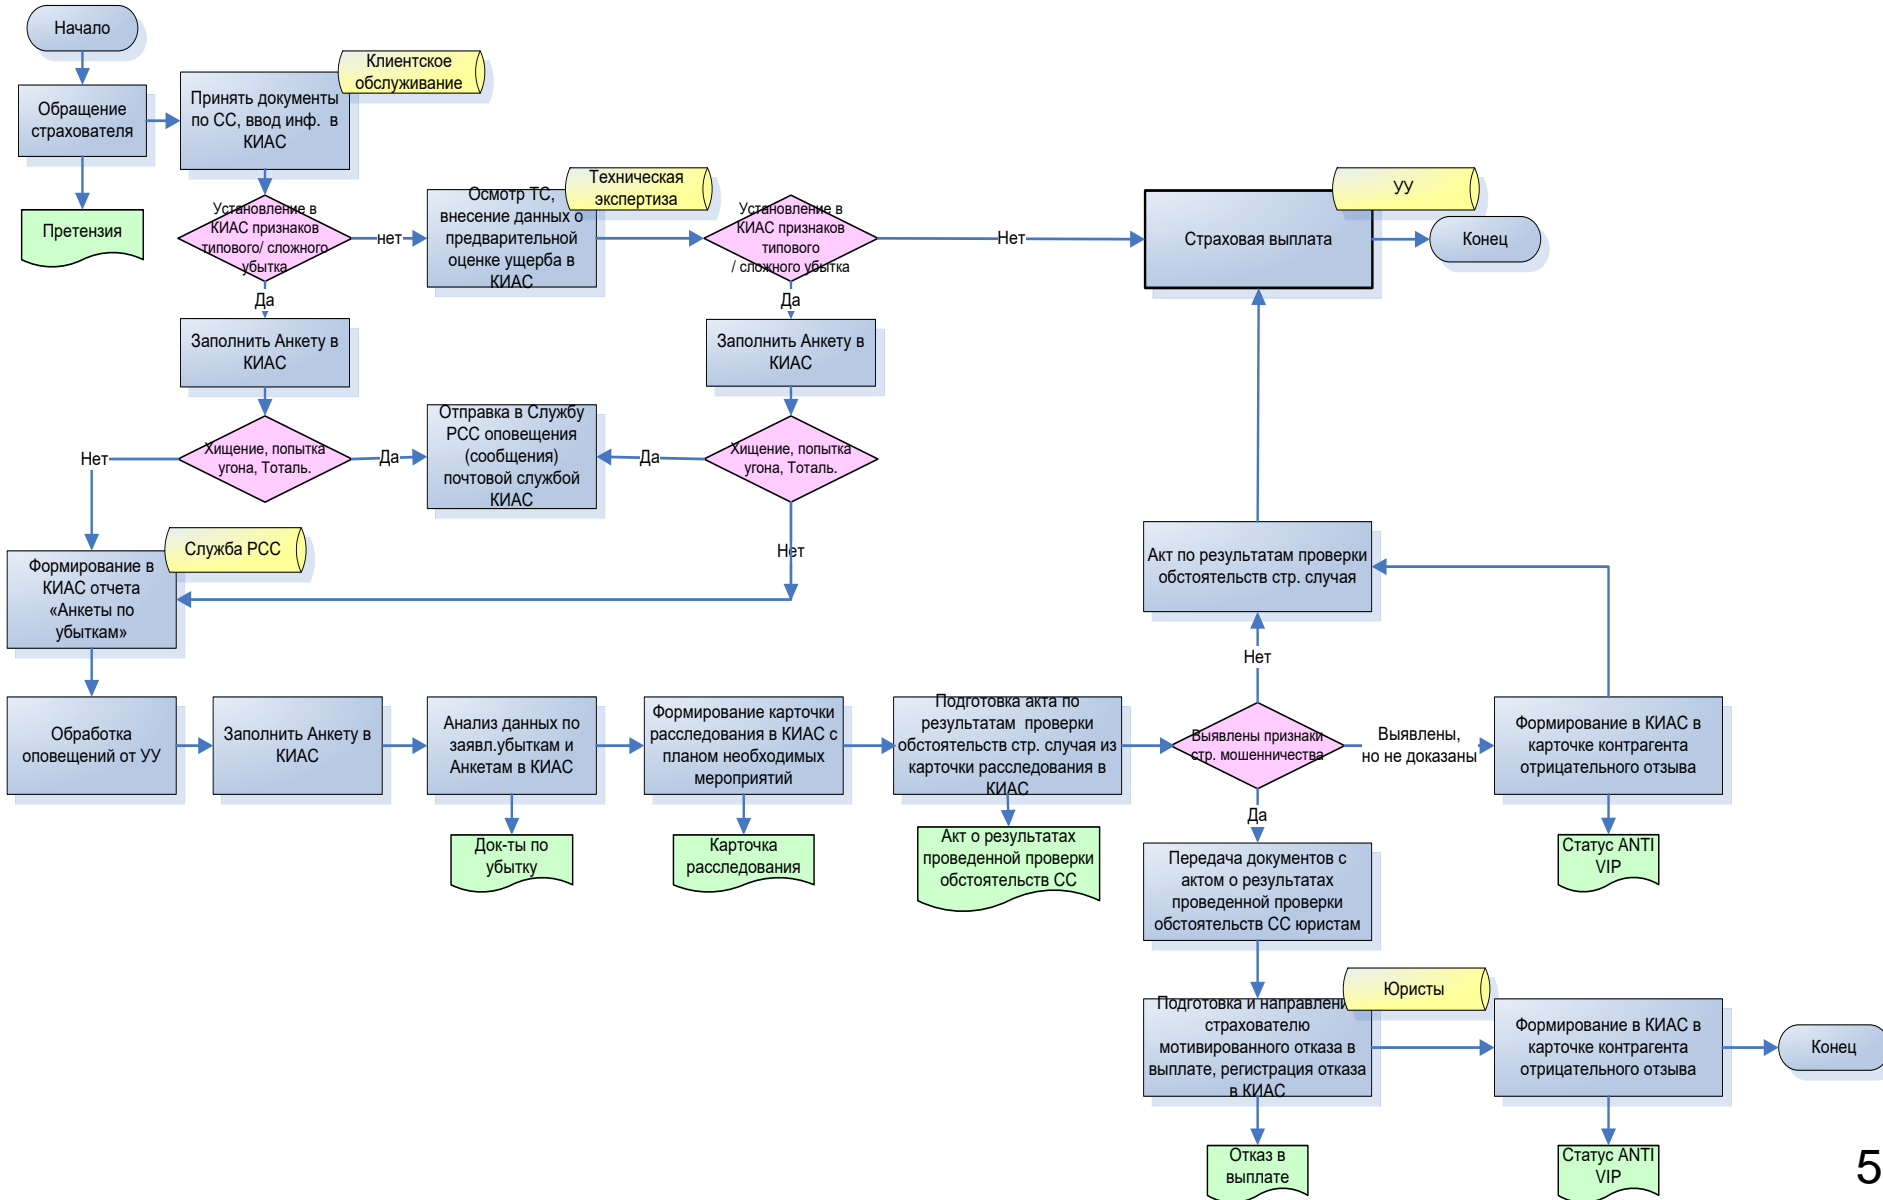 Начало
Обращение
страхователя
Претензия
Клиентское
обслуживание
Принять документы
по СС, ввод инф.  в
КИАС
Установление в
КИАС признаков
типового/ сложного
убытка
нет
Да
Техническая
экспертиза
Осмотр ТС,
внесение данных о
предварительной
оценке ущерба в
КИАС
Установление в
КИАС признаков
типового
/ сложного убытка
Нет
Да
УУ
Страховая выплата
Конец
Заполнить Анкету в
КИАС
Заполнить Анкету в
КИАС
Хищение, попытка
угона, Тоталь.
Нет
Да
Отправка в Службу
РСС оповещения
(сообщения)
почтовой службой
КИАС
Да
Хищение, попытка
угона, Тоталь.
Нет
Служба РСС
Формирование в
КИАС отчета
«Анкеты по
убыткам»
Акт по результатам проверки
обстоятельств стр. случая
Нет
Обработка
оповещений от УУ
Заполнить Анкету в
КИАС
Анализ данных по
заявл.убыткам и
Анкетам в КИАС
Формирование карточки
расследования в КИАС с
планом необходимых
мероприятий
Подготовка акта по
результатам  проверки
обстоятельств стр. случая из
карточки расследования в
КИАС
Выявлены признаки
стр. мошенничества
Выявлены,
но не доказаны
Формирование в КИАС в
карточке контрагента
отрицательного отзыва
Да
Док-ты по
убытку
Карточка
расследования
Акт о результатах
проведенной проверки
обстоятельств СС
Передача документов с
актом о результатах
проведенной проверки
обстоятельств СС юристам
Статус ANTI
VIP
Юристы
Подготовка и направлени
страхователю
мотивированного отказа в
выплате, регистрация отказа
в КИАС
Формирование в КИАС в
карточке контрагента
отрицательного отзыва
Конец
Отказ в
выплате
Статус ANTI
VIP
5